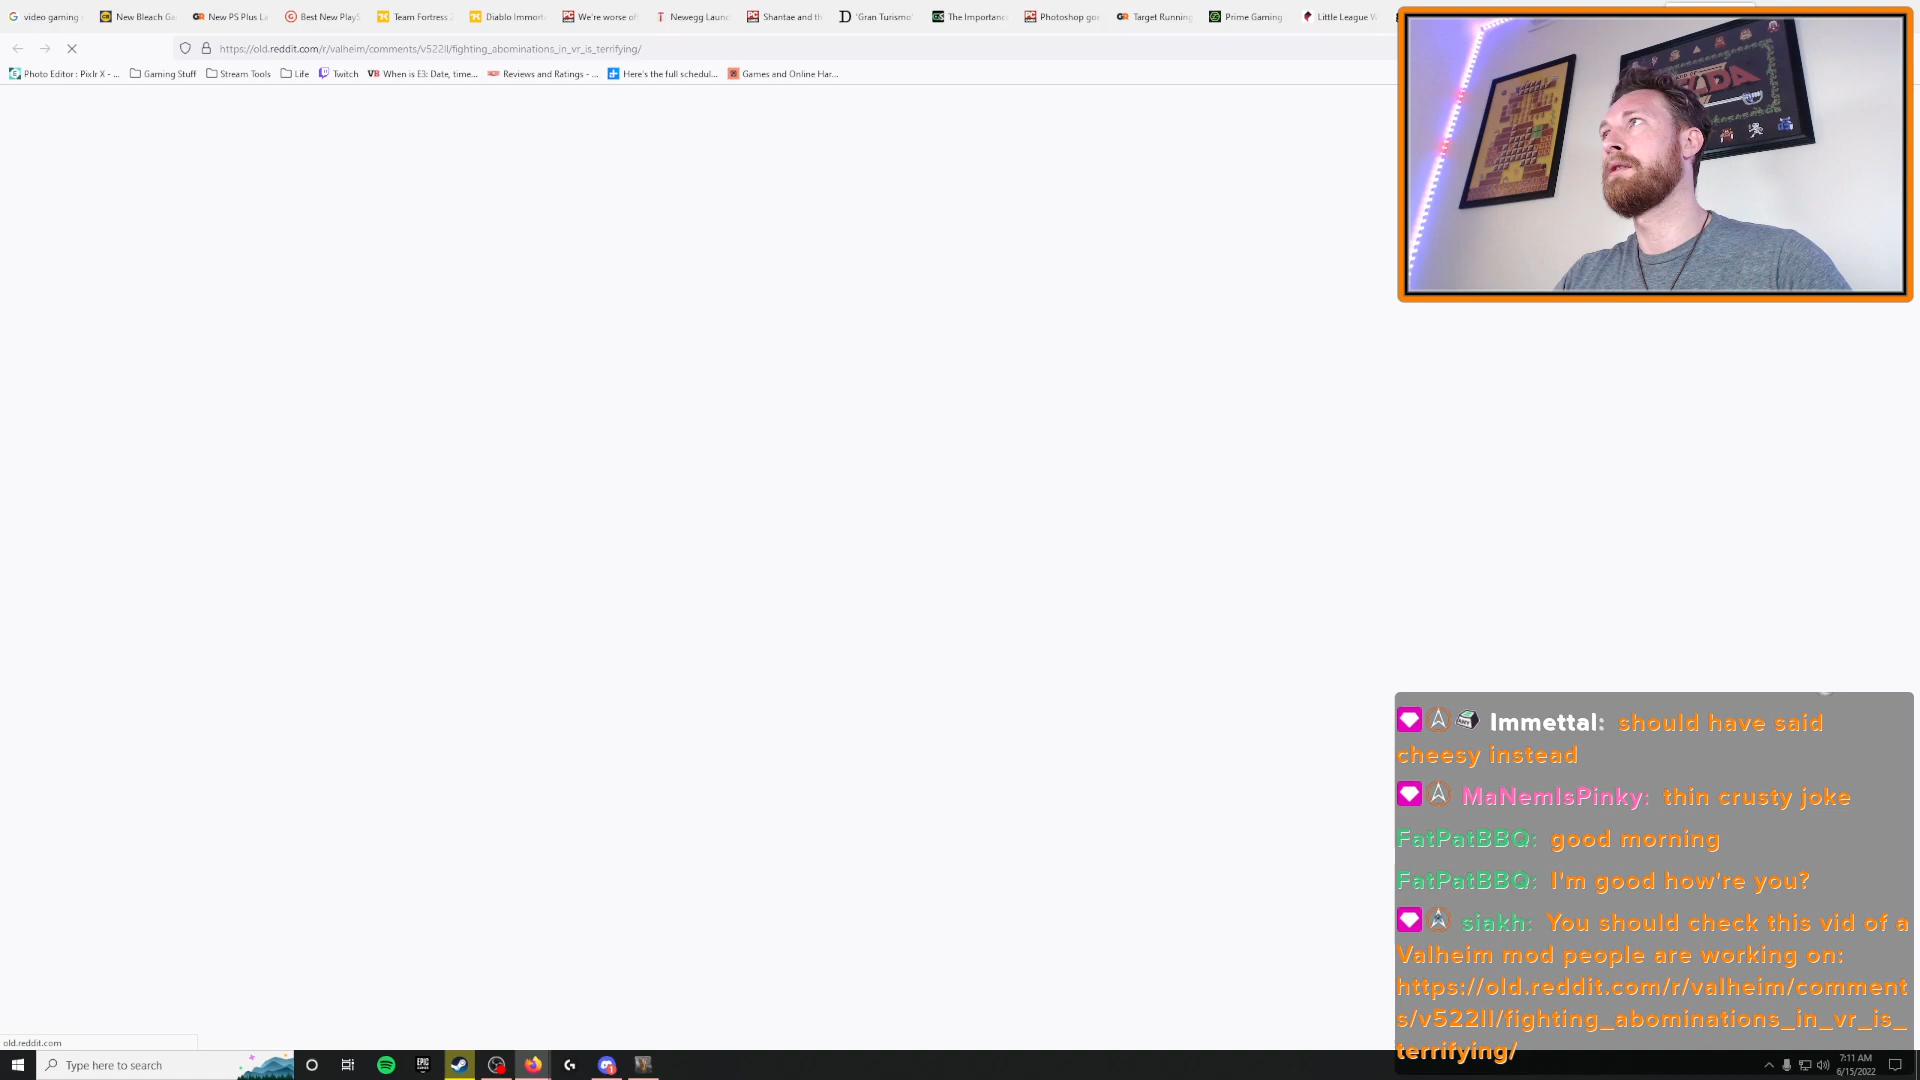 video gaming
New Bleach Ga
New PS Plus La
Best New PlayS
Team Fortress 2
Diablo Immorta
We're worse of
Newegg Laun
Shantae and th
'Gran Turismo'
The Importanc
Photoshop go
Target Running
Prime Gaming
Little League W
https://old.reddit.com/r/valheim/comments/v522ll/fighting_abominations_in_vr_is_terrifying/
Photo Editor : Pixlr X - ...
Gaming Stuff
Stream Tools
Life
Twitch
When is E3: Date, time...
Reviews and Ratings - ...
Here's the full schedul...
Games and Online Har...
Immettal: should have said
cheesy instead
MaNemIsPinky: thin crusty joke
FatPatBBQ: good morning
FatPatBBQ: I'm good how're you?
siakh: You should check this vid of a
Valheim mod people are working on:
https://old.reddit.com/r/valheim/comment
s/v522ll/fighting_abominations_in_vr_is_
terrifying/
old.reddit.com
Type here to search
7:11 AM
6/15/2022